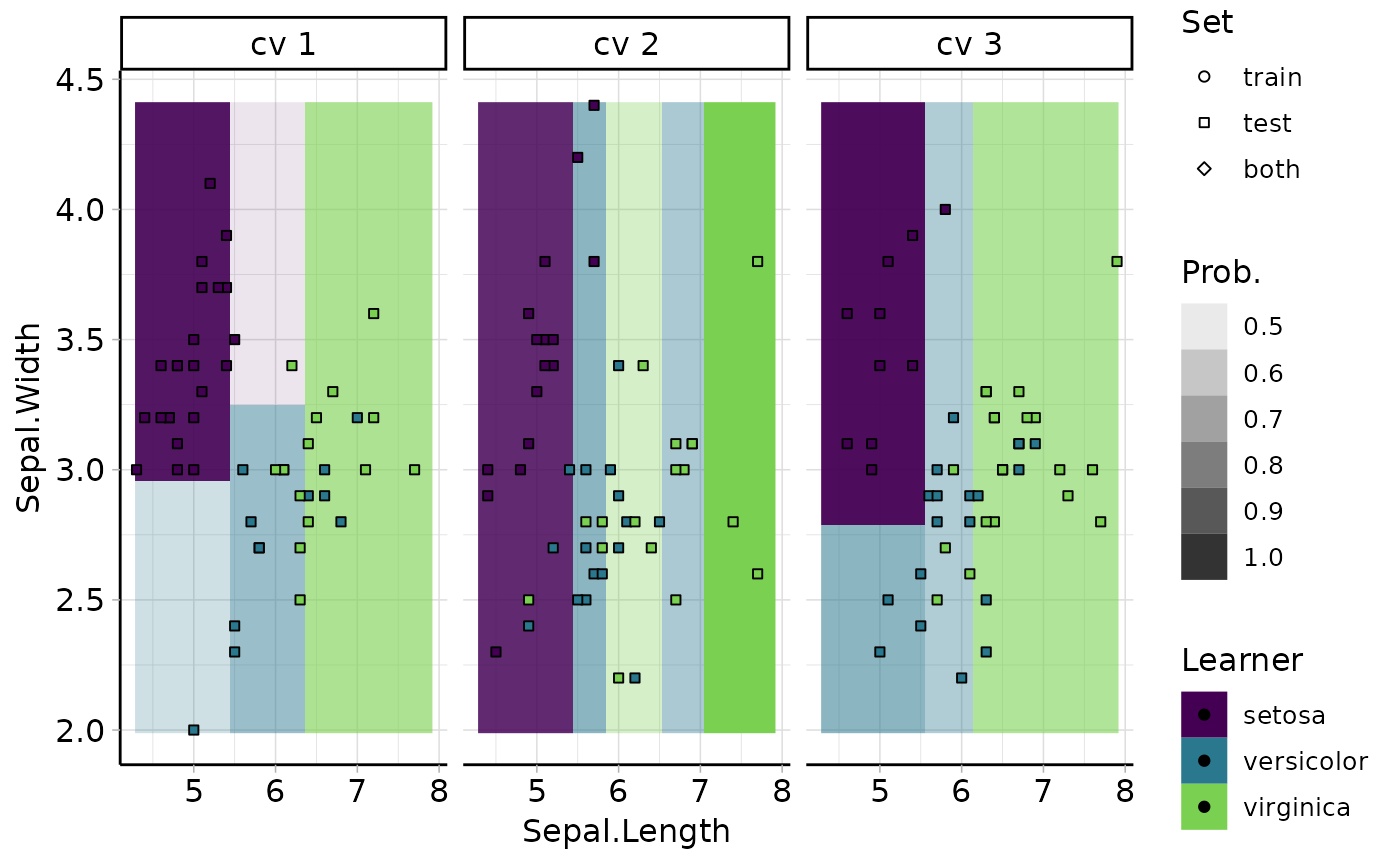 cv 1
cv 2
cv 3
4.5
4.0
3.5
3.0
2.5
2.0
Sepal.Width
5 6 7 8
5 6 7 8
5 6 7 8
Sepal.Length
Set
train
test
both
Prob.
0.5
0.6
0.7
0.8
0.9
1.0
Learner
setosa
versicolor
virginica